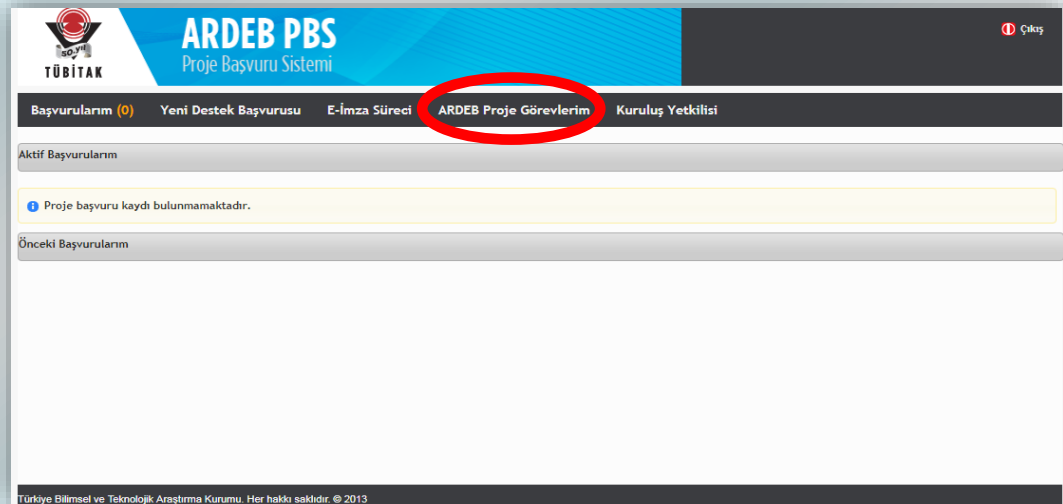 50.yıl
TÜBİTAK
ARDEB PBS
Proje Başvuru Sistemi
Çıkış
Başvurularım (0) Yeni Destek Başvurusu E-İmza Süreci ARDEB Proje Görevlerim Kuruluş Yetkilisi
Aktif Başvurularım
Proje başvuru kaydı bulunmamaktadır.
Önceki Başvurularım
Türkiye Bilimsel ve Teknolojik Araştırma Kurumu. Her hakkı saklıdır. © 2013